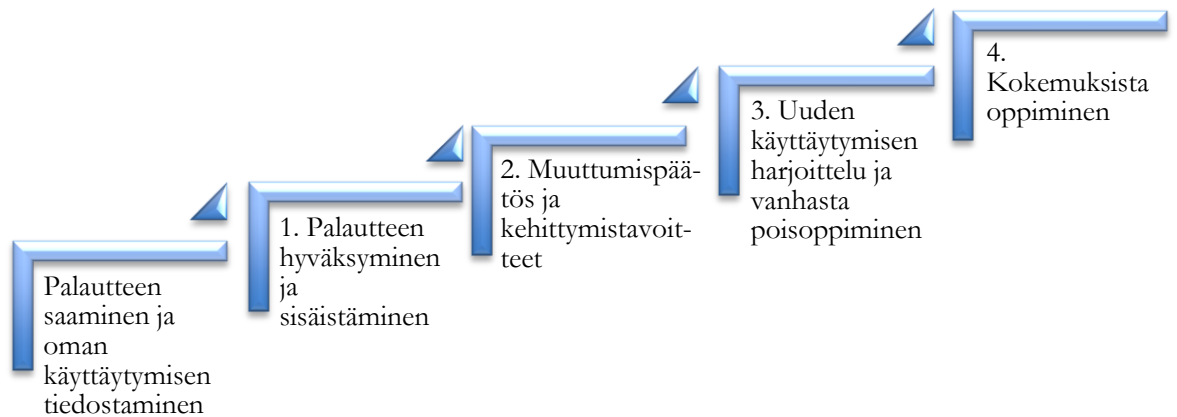 Palautteen
saaminen ja
oman
käyttäytymisen
tiedostaminen
1. Palautteen
hyväksyminen
ja
sisäistäminen
2. Muuttumispää-
tös ja
kehittymistavoit-
teet
3. Uuden
käyttäytymisen
harjoittelu ja
vanhasta
poisoppiminen
4.
Kokemuksista
oppiminen